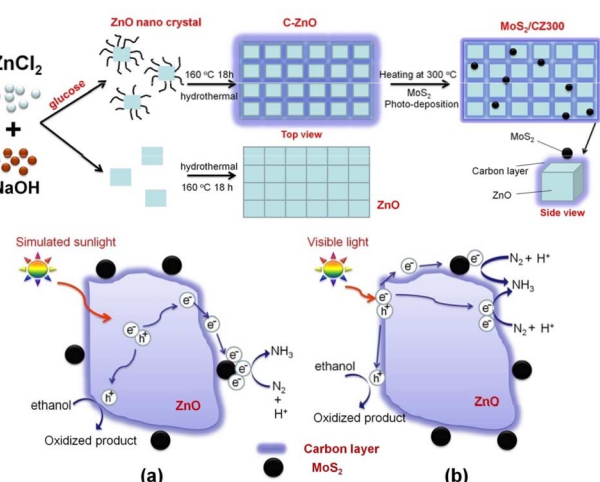 ZnO nano crystal
C-ZnO
MoS₂/CZ300
ZnCl₂
glucose
160 °C 18h
hydrothermal
Heating at 300 °C
MoS₂
Photo-deposition
+
NaOH
Top view
MoS₂
Carbon layer
ZnO
Side view
hydrothermal
160 °C 18 h
ZnO
Simulated sunlight
e⁻
e⁻
h⁺
e⁻
e⁻
e⁻
e⁻
NH₃
N₂
+
H⁺
h⁺
ethanol
ZnO
Oxidized product
(a)
Visible light
e⁻
e⁻
N₂ + H⁺
NH₃
e⁻
h⁺
e⁻
e⁻
N₂ + H⁺
h⁺
ethanol
ZnO
Oxidized product
(b)
Carbon layer
MoS₂